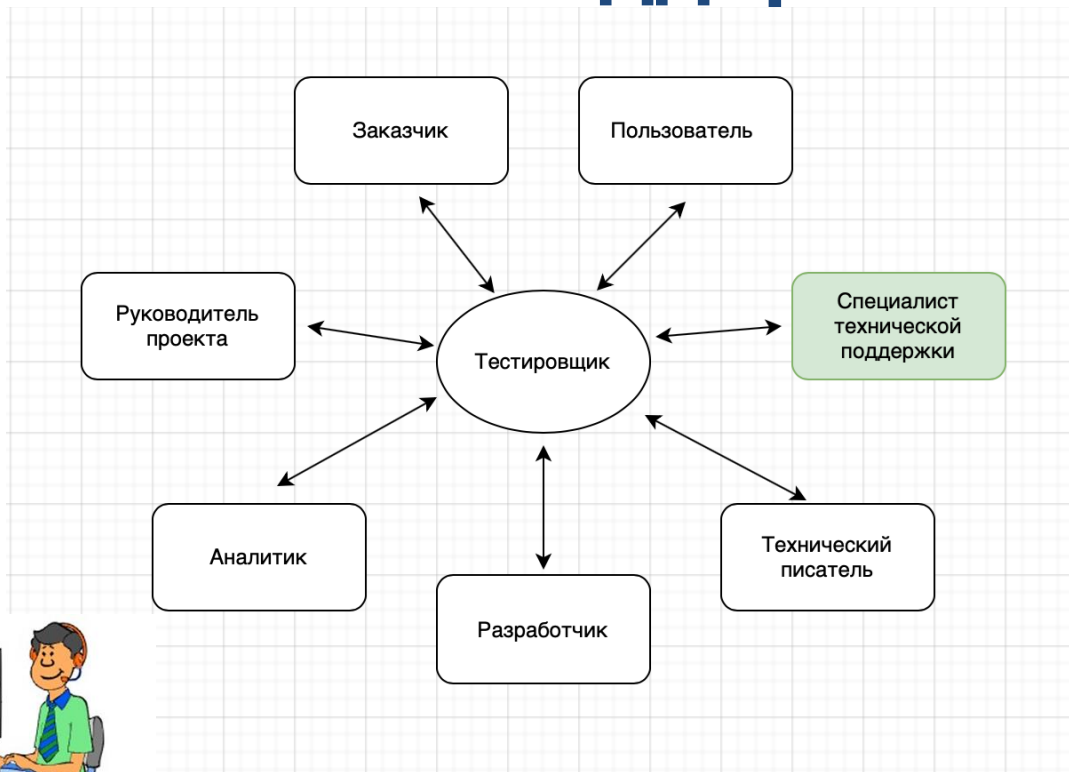 Заказчик
Пользователь
Руководитель
проекта
Тестировщик
Специалист
технической
поддержки
Аналитик
Технический
писатель
Разработчик